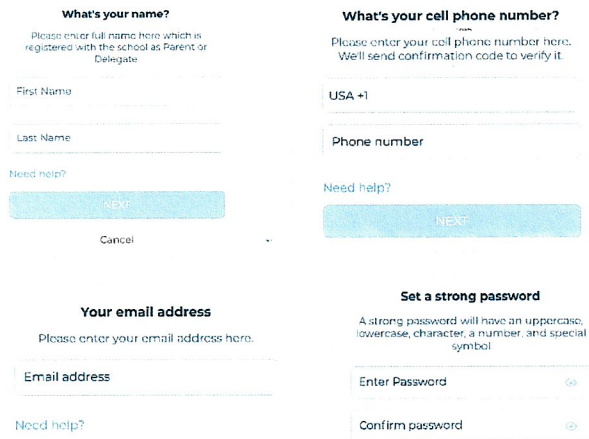 What's your name?
Please enter full name here which is
registered with the school as Parent or
Delegate
First Name
Last Name
Need help?
NEXT
Cancel
What's your cell phone number?
Please enter your cell phone number here.
We'll send confirmation code to verify it.
USA +1
Phone number
Need help?
NEXT
Your email address
Please enter your email address here.
Email address
Need help?
Set a strong password
A strong password will have an uppercase,
lowercase, character, a number, and special
symbol
Enter Password
Confirm password